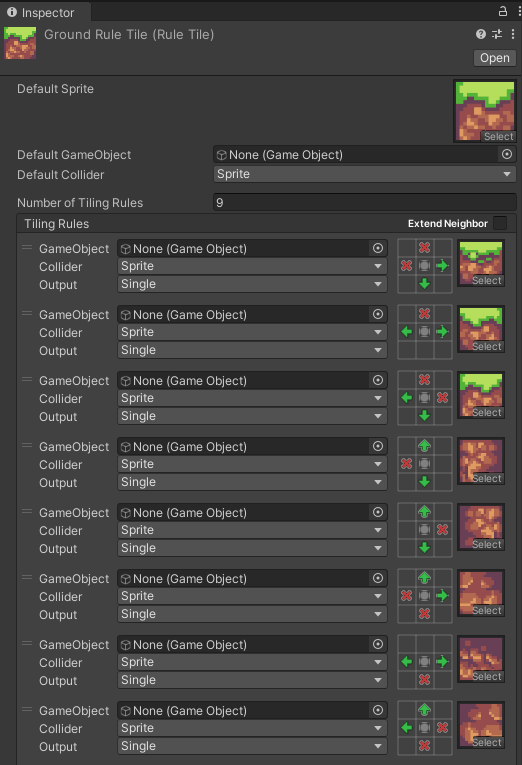 Inspector
Ground Rule Tile (Rule Tile)
Open
Default Sprite
Select
Default GameObject None (Game Object)
Default Collider Sprite
Number of Tiling Rules 9
Tiling Rules Extend Neighbor
GameObject None (Game Object)
Collider Sprite
Output Single
Select
GameObject None (Game Object)
Collider Sprite
Output Single
Select
GameObject None (Game Object)
Collider Sprite
Output Single
Select
GameObject None (Game Object)
Collider Sprite
Output Single
Select
GameObject None (Game Object)
Collider Sprite
Output Single
Select
GameObject None (Game Object)
Collider Sprite
Output Single
Select
GameObject None (Game Object)
Collider Sprite
Output Single
Select
GameObject None (Game Object)
Collider Sprite
Output Single
Select